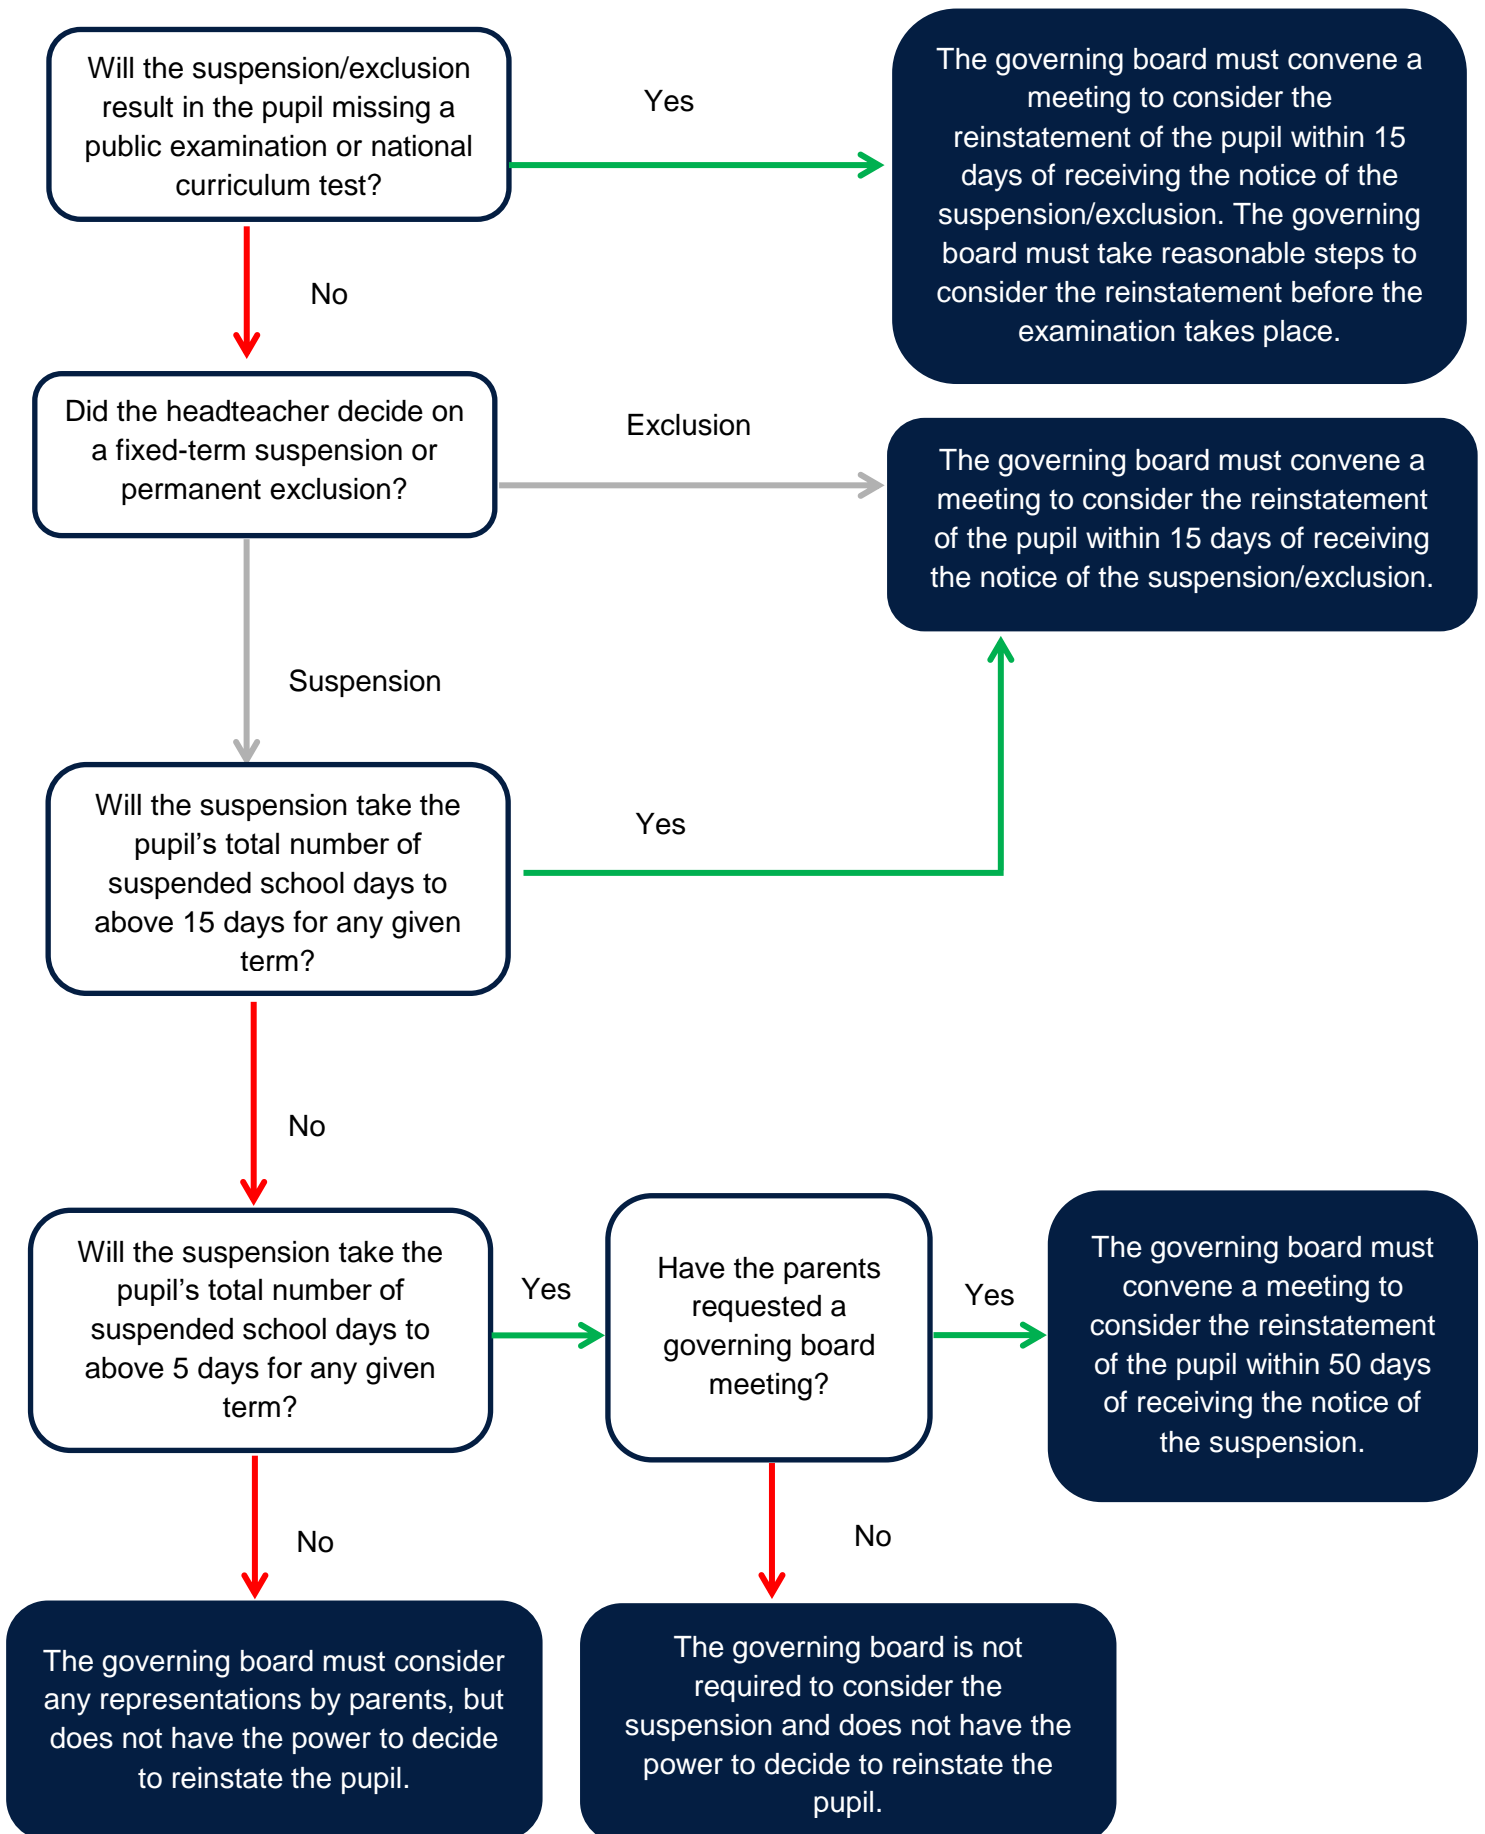 Will the suspension/exclusion
result in the pupil missing a
public examination or national
curriculum test?
Yes
The governing board must convene a
meeting to consider the
reinstatement of the pupil within 15
days of receiving the notice of the
suspension/exclusion. The governing
board must take reasonable steps to
consider the reinstatement before the
examination takes place.
No
Did the headteacher decide on
a fixed-term suspension or
permanent exclusion?
Exclusion
The governing board must convene a
meeting to consider the reinstatement
of the pupil within 15 days of receiving
the notice of the suspension/exclusion.
Suspension
Will the suspension take the
pupil’s total number of
suspended school days to
above 15 days for any given
term?
Yes
No
Will the suspension take the
pupil’s total number of
suspended school days to
above 5 days for any given
term?
Yes
Have the parents
requested a
governing board
meeting?
Yes
The governing board must
convene a meeting to
consider the reinstatement
of the pupil within 50 days
of receiving the notice of
the suspension.
No
No
The governing board must consider
any representations by parents, but
does not have the power to decide
to reinstate the pupil.
The governing board is not
required to consider the
suspension and does not have the
power to decide to reinstate the
pupil.